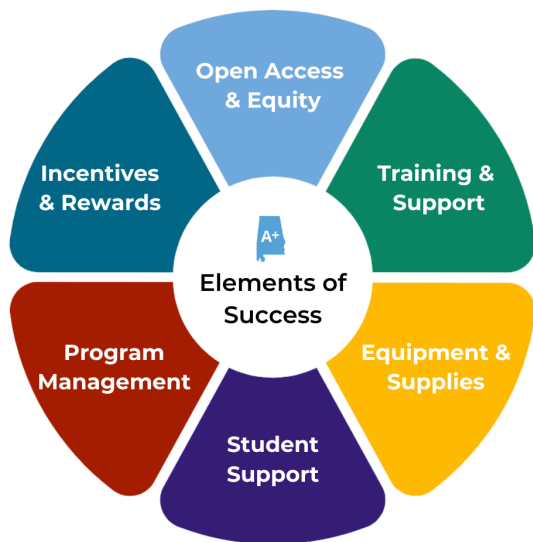 Open Access
& Equity
Training &
Support
Equipment &
Supplies
Student
Support
Program
Management
Incentives
& Rewards
A+
Elements of
Success